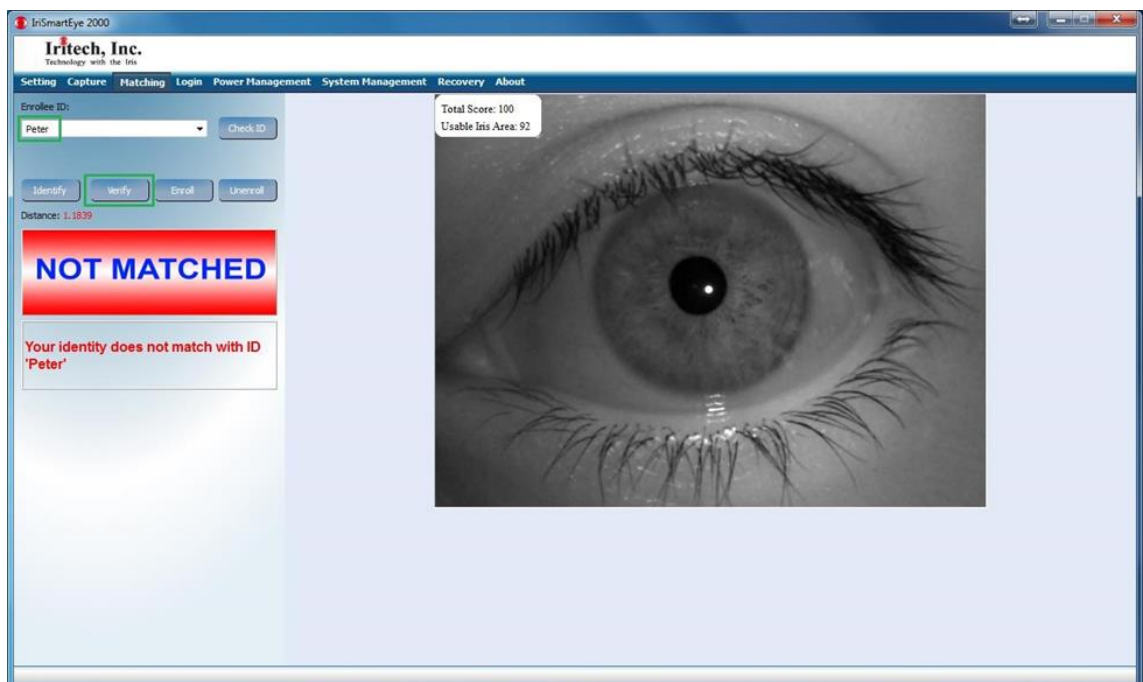 IriSmartEye 2000
Iritech, Inc.
Technology with the Iris
Setting Capture Matching Login Power Management System Management Recovery About
Enrolee ID:
Peter Check ID
Identify Verify Enroll Unenroll
Distance: 1.1839
NOT MATCHED
Your identity does not match with ID
'Peter'
Total Score: 100
Usable Iris Area: 92